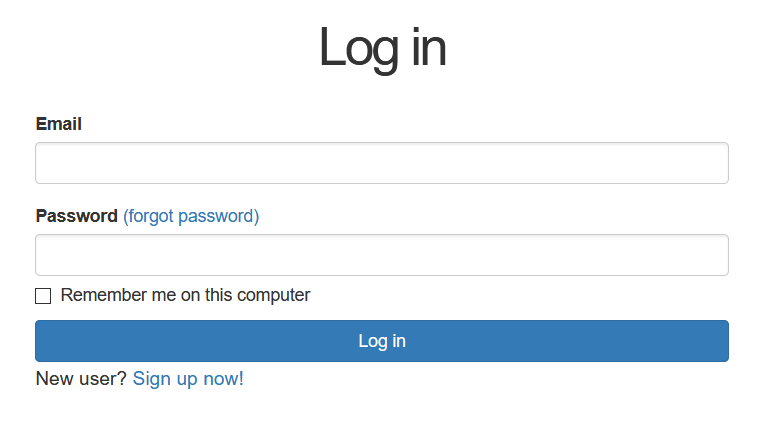 Log in
Email
Password (forgot password)
Remember me on this computer
Log in
New user? Sign up now!